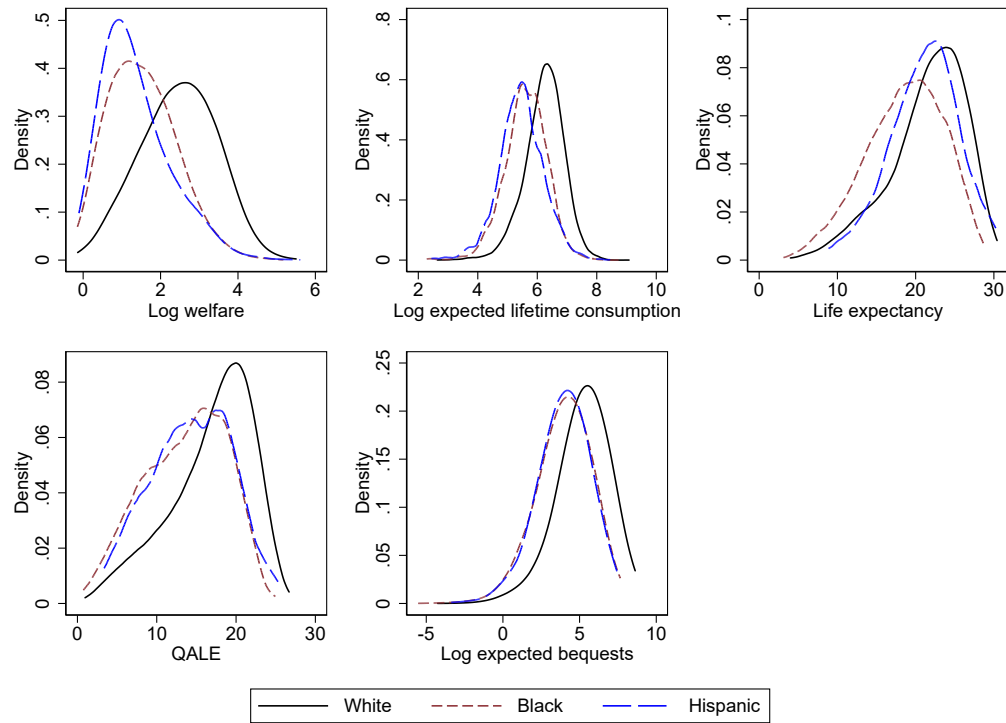 Density
0 .1 .2 .3 .4 .5
0 2 4 6
Log welfare
Density
0 .2 .4 .6 .8
2 4 6 8 10
Log expected lifetime consumption
Density
0 .02 .04 .06 .08 .1
0 10 20 30
Life expectancy
Density
0 .02 .04 .06 .08
0 10 20 30
QALE
Density
0 .05 .1 .15 .2 .25
-5 0 5 10
Log expected bequests
White Black Hispanic